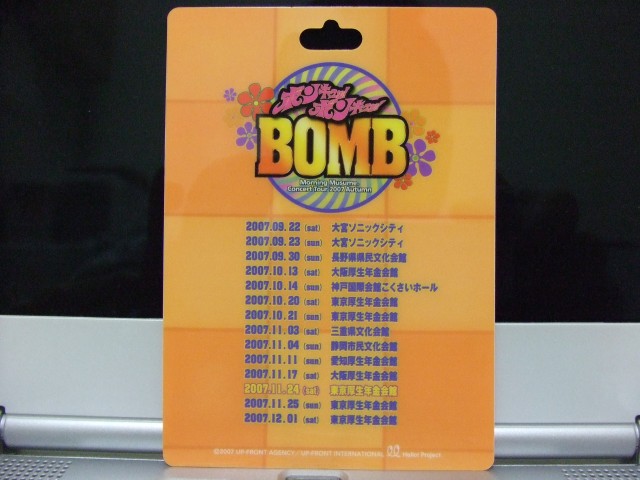 ボン キュッ!
ボン キュッ!
BOMB
Morning Musume。
Concert Tour 2007 Autumn
2007.09.22 (sat) 大宮ソニックシティ
2007.09.23 (sun) 大宮ソニックシティ
2007.09.30 (sun) 長野県県民文化会館
2007.10.13 (sat) 大阪厚生年金会館
2007.10.14 (sun) 神戸国際会館こくさいホール
2007.10.20 (sat) 東京厚生年金会館
2007.10.21 (sun) 東京厚生年金会館
2007.11.03 (sat) 三重県文化会館
2007.11.04 (sun) 静岡市民文化会館
2007.11.11 (sun) 愛知厚生年金会館
2007.11.17 (sat) 大阪厚生年金会館
2007.11.24 (sat) 東京厚生年金会館
2007.11.25 (sun) 東京厚生年金会館
2007.12.01 (sat) 東京厚生年金会館
©2007 UP-FRONT AGENCY / UP-FRONT INTERNATIONAL Hello! Project